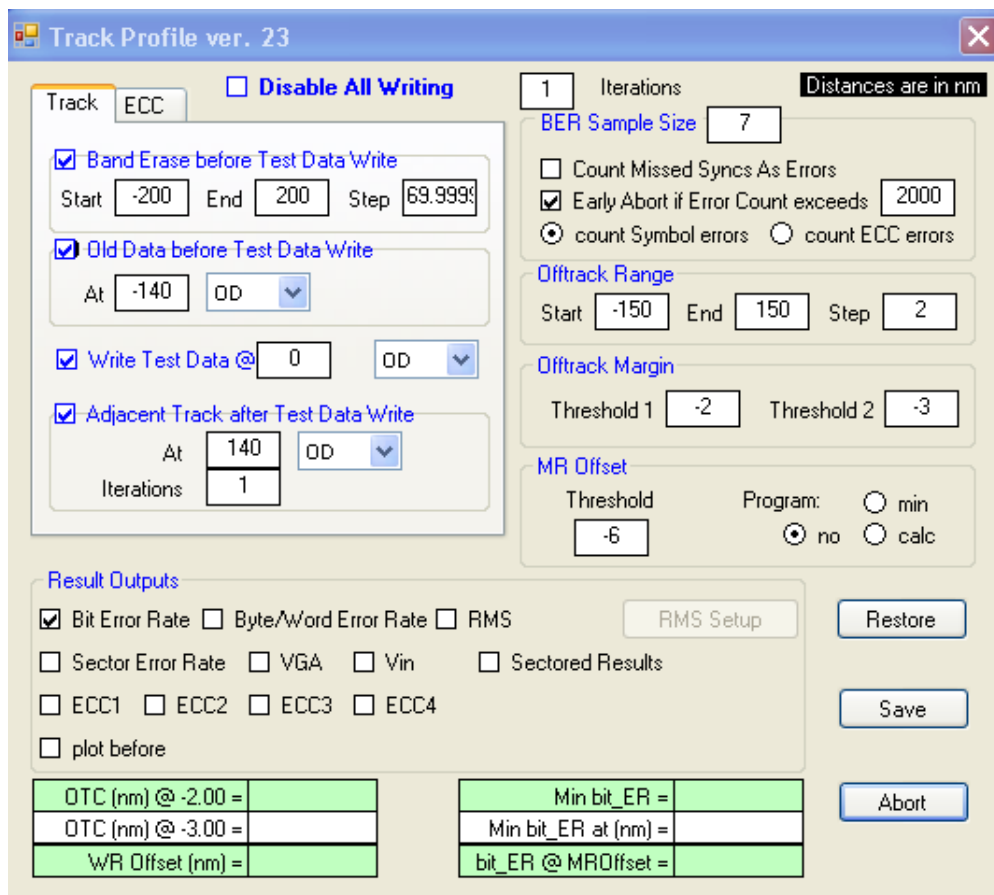 Track Profile ver. 23
Disable All Writing
1 Iterations
Distances are in nm
Track ECC
Band Erase before Test Data Write
Start -200 End 200 Step 69.9999
Old Data before Test Data Write
At -140 OD
Write Test Data @ 0 OD
Adjacent Track after Test Data Write
At 140 OD
Iterations 1
BER Sample Size 7
Count Missed Syncs As Errors
Early Abort if Error Count exceeds 2000
count Symbol errors count ECC errors
Offtrack Range
Start -150 End 150 Step 2
Offtrack Margin
Threshold 1 -2 Threshold 2 -3
MR Offset
Threshold Program: min
-6 no calc
Result Outputs
Bit Error Rate Byte/Word Error Rate RMS RMS Setup
Sector Error Rate VGA Vin Sectored Results
ECC1 ECC2 ECC3 ECC4
plot before
Restore
Save
Abort
OTC (nm) @ -2.00 =
OTC (nm) @ -3.00 =
WR Offset (nm) =
Min bit_ER =
Min bit_ER at (nm) =
bit_ER @ MROffset =